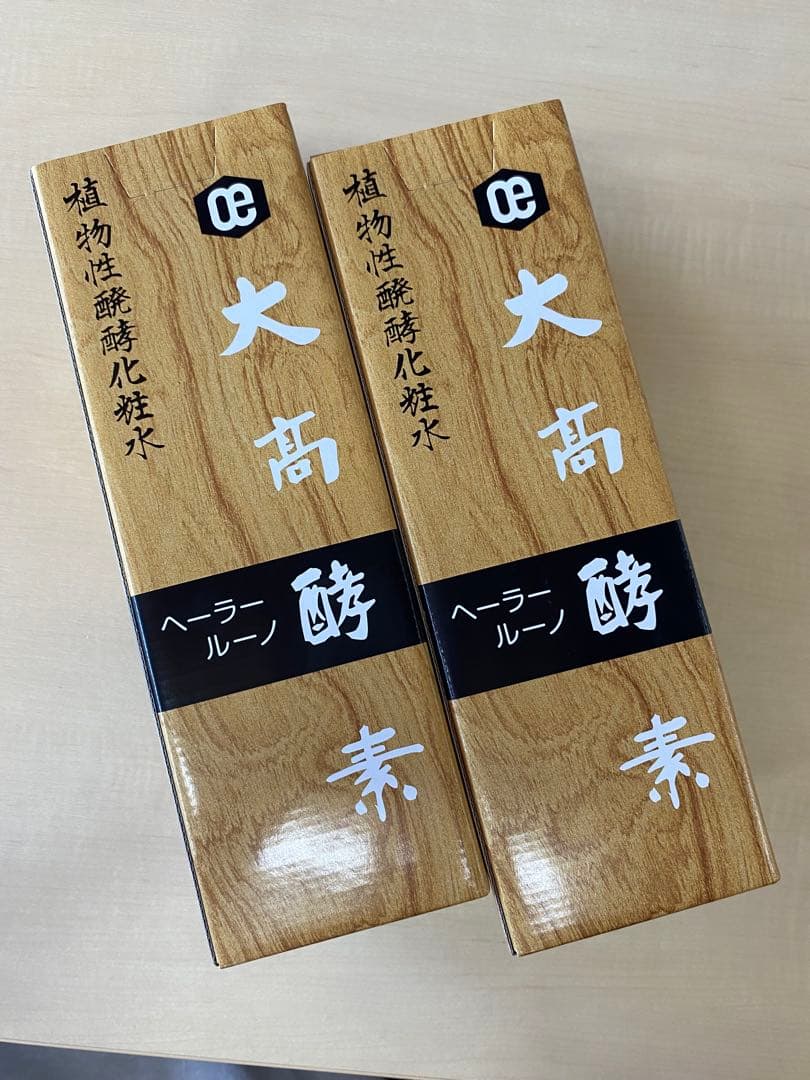 œ
大高酵素
植物性醗酵化粧水
ヘーラー
ルーノ
œ
大高酵素
植物性醗酵化粧水
ヘーラー
ルーノ